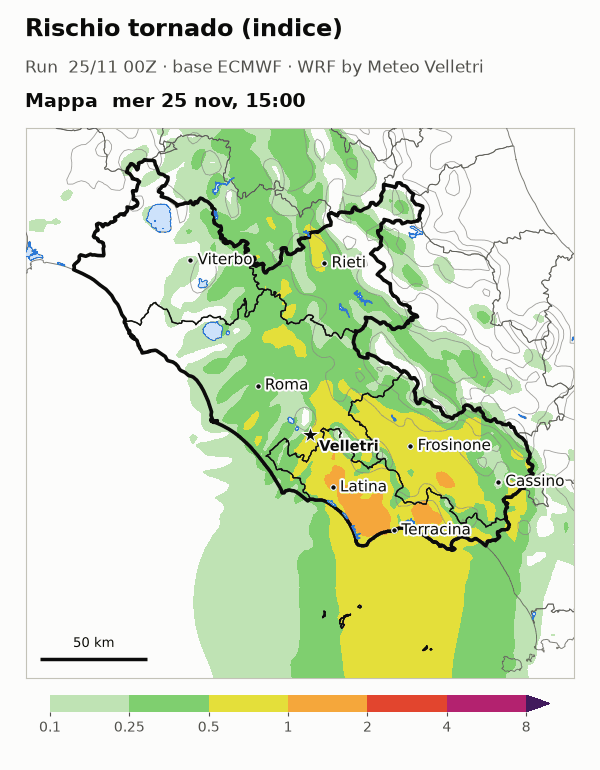 Rischio tornado (indice)
Run  25/11 00Z · base ECMWF · WRF by Meteo Velletri
Mappa  mer 25 nov, 15:00
Viterbo
Rieti
Roma
Velletri
Frosinone
Latina
Cassino
Terracina
50 km
0.1 0.25 0.5 1 2 4 8